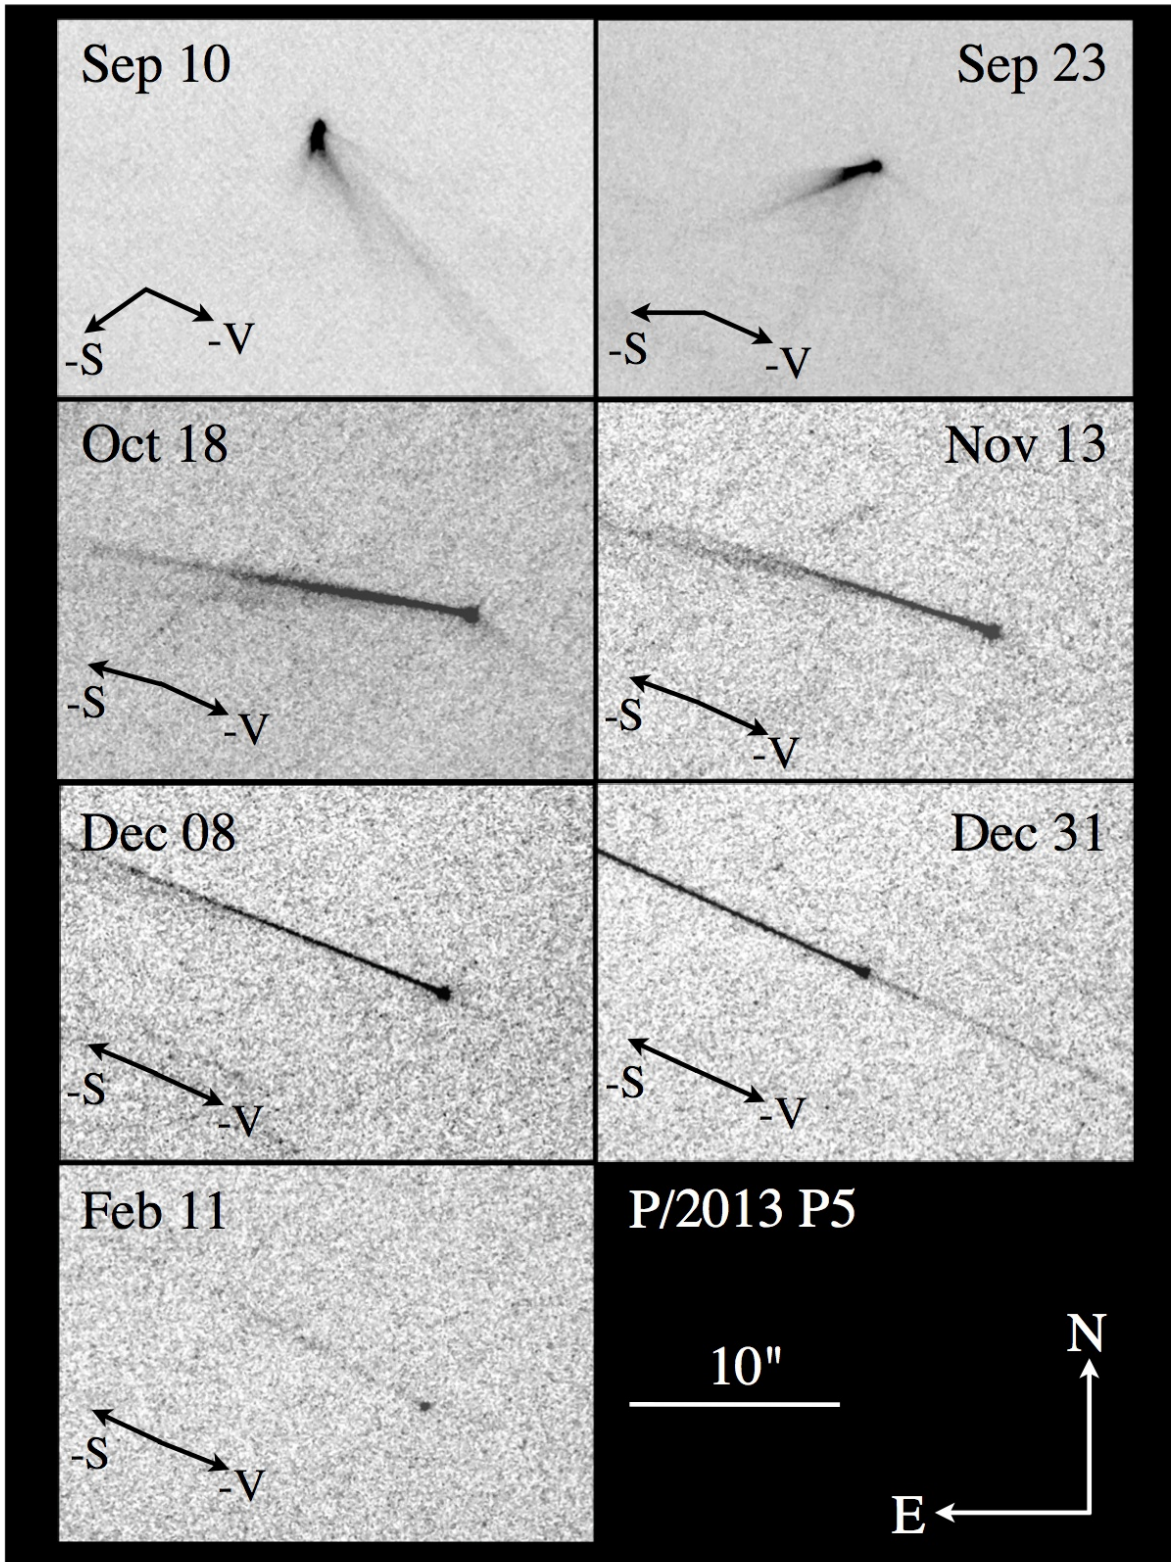 Sep 10
-S
-V
Sep 23
-S
-V
Oct 18
-S
-V
Nov 13
-S
-V
Dec 08
-S
-V
Dec 31
-S
-V
Feb 11
-S
-V
P/2013 P5
10"
N
E